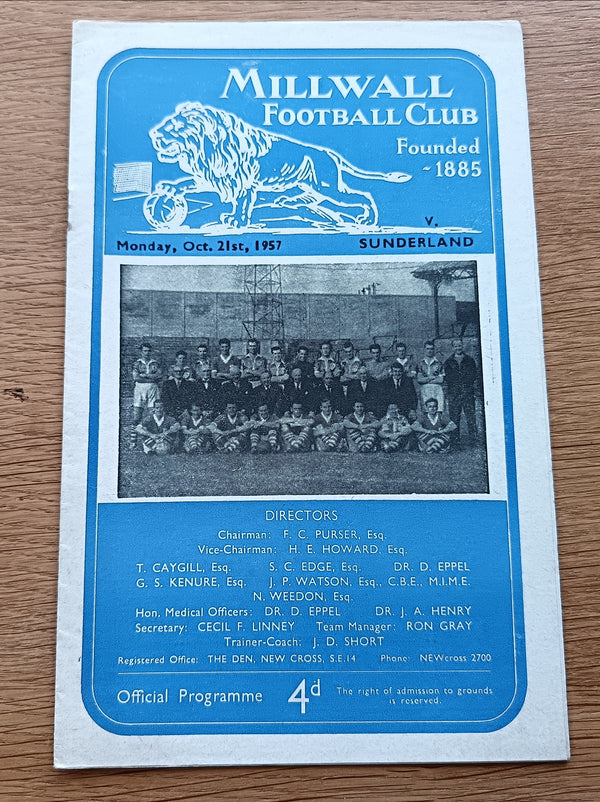 MILLWALL
FOOTBALL CLUB
Founded
~1885
V.
Monday, Oct. 21st, 1957 SUNDERLAND
DIRECTORS
Chairman: F. C. PURSER, Esq.
Vice-Chairman: H. E. HOWARD, Esq.
T. CAYGILL, Esq. S. C. EDGE, Esq. DR. D. EPPEL
G. S. KENURE, Esq. J. P. WATSON, Esq., C.B.E., M.I.M.E.
N. WEEDON, Esq.
Hon. Medical Officers: DR. D. EPPEL DR. J. A. HENRY
Secretary: CECIL F. LINNEY Team Manager: RON GRAY
Trainer-Coach: J. D. SHORT
Registered Office: THE DEN, NEW CROSS, S.E.14 Phone: NEWcross 2700
Official Programme 4d The right of admission to grounds
is reserved.